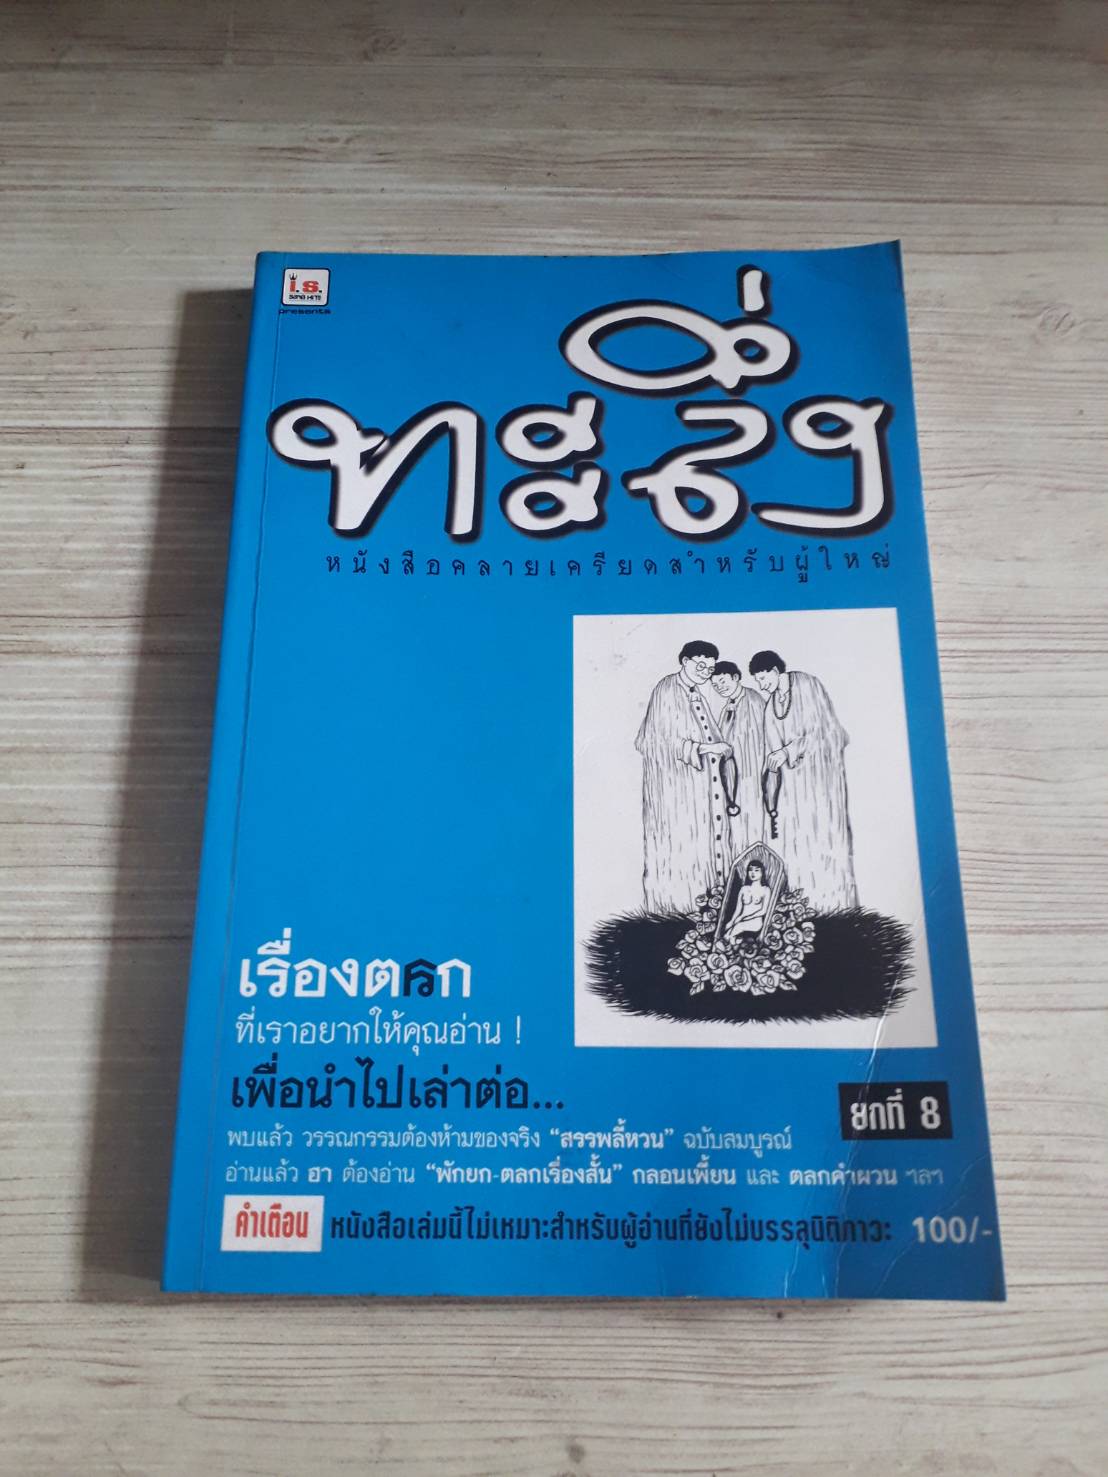 i.s.
SONG HITS
presents
ทะลึ่ง
หนังสือคลายเครียดสำหรับผู้ใหญ่
เรื่องตลก
ที่เราอยากให้คุณอ่าน !
เพื่อนำไปเล่าต่อ...
ยกที่ 8
พบแล้ว วรรณกรรมต้องห้ามของจริง “สรรพลี้หวน” ฉบับสมบูรณ์
อ่านแล้ว ฮา ต้องอ่าน “พักยก-ตลกเรื่องสั้น” กลอนเพี้ยน และ ตลกคำผวน ฯลฯ
คำเตือน หนังสือเล่มนี้ไม่เหมาะสำหรับผู้อ่านที่ยังไม่บรรลุนิติภาวะ 100/-